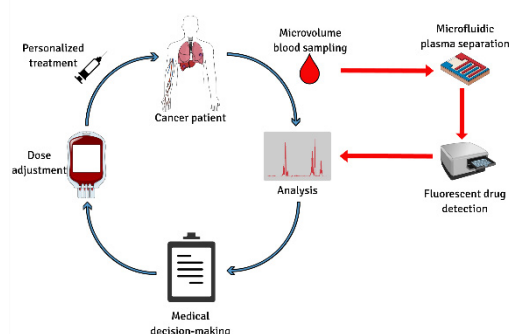 Microfluidic
plasma separation
Microvolume
blood sampling
Personalized
treatment
Cancer patient
Dose
adjustment
Analysis
Fluorescent drug
detection
Medical
decision-making